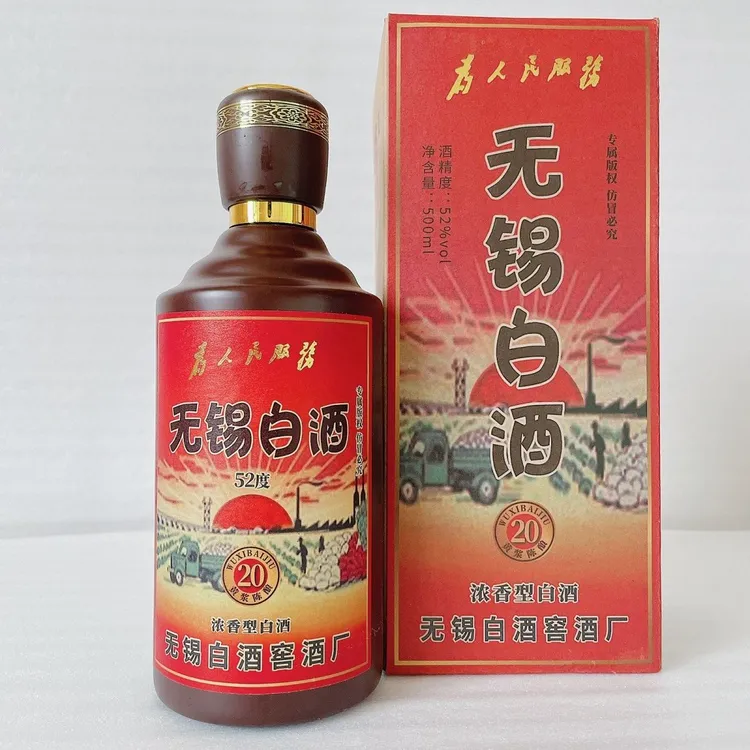 为人民服务
无锡白酒
专属版权 仿冒必究
52度
WUXIBAIJIU
20
贡浆陈酿
浓香型白酒
无锡白酒窖酒厂
为人民服务
无锡白酒
专属版权 仿冒必究
酒精度：52%vol
净含量：500ml
WUXIBAIJIU
20
贡浆陈酿
浓香型白酒
无锡白酒窖酒厂